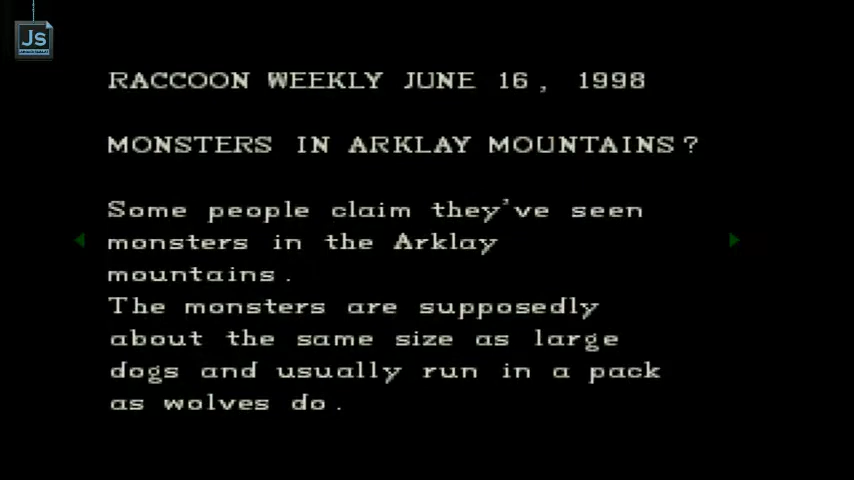 JS
RACCOON WEEKLY JUNE 16, 1998
MONSTERS IN ARKLAY MOUNTAINS?
Some people claim they've seen
monsters in the Arklay
mountains.
The monsters are supposedly
about the same size as large
dogs and usually run in a pack
as wolves do.